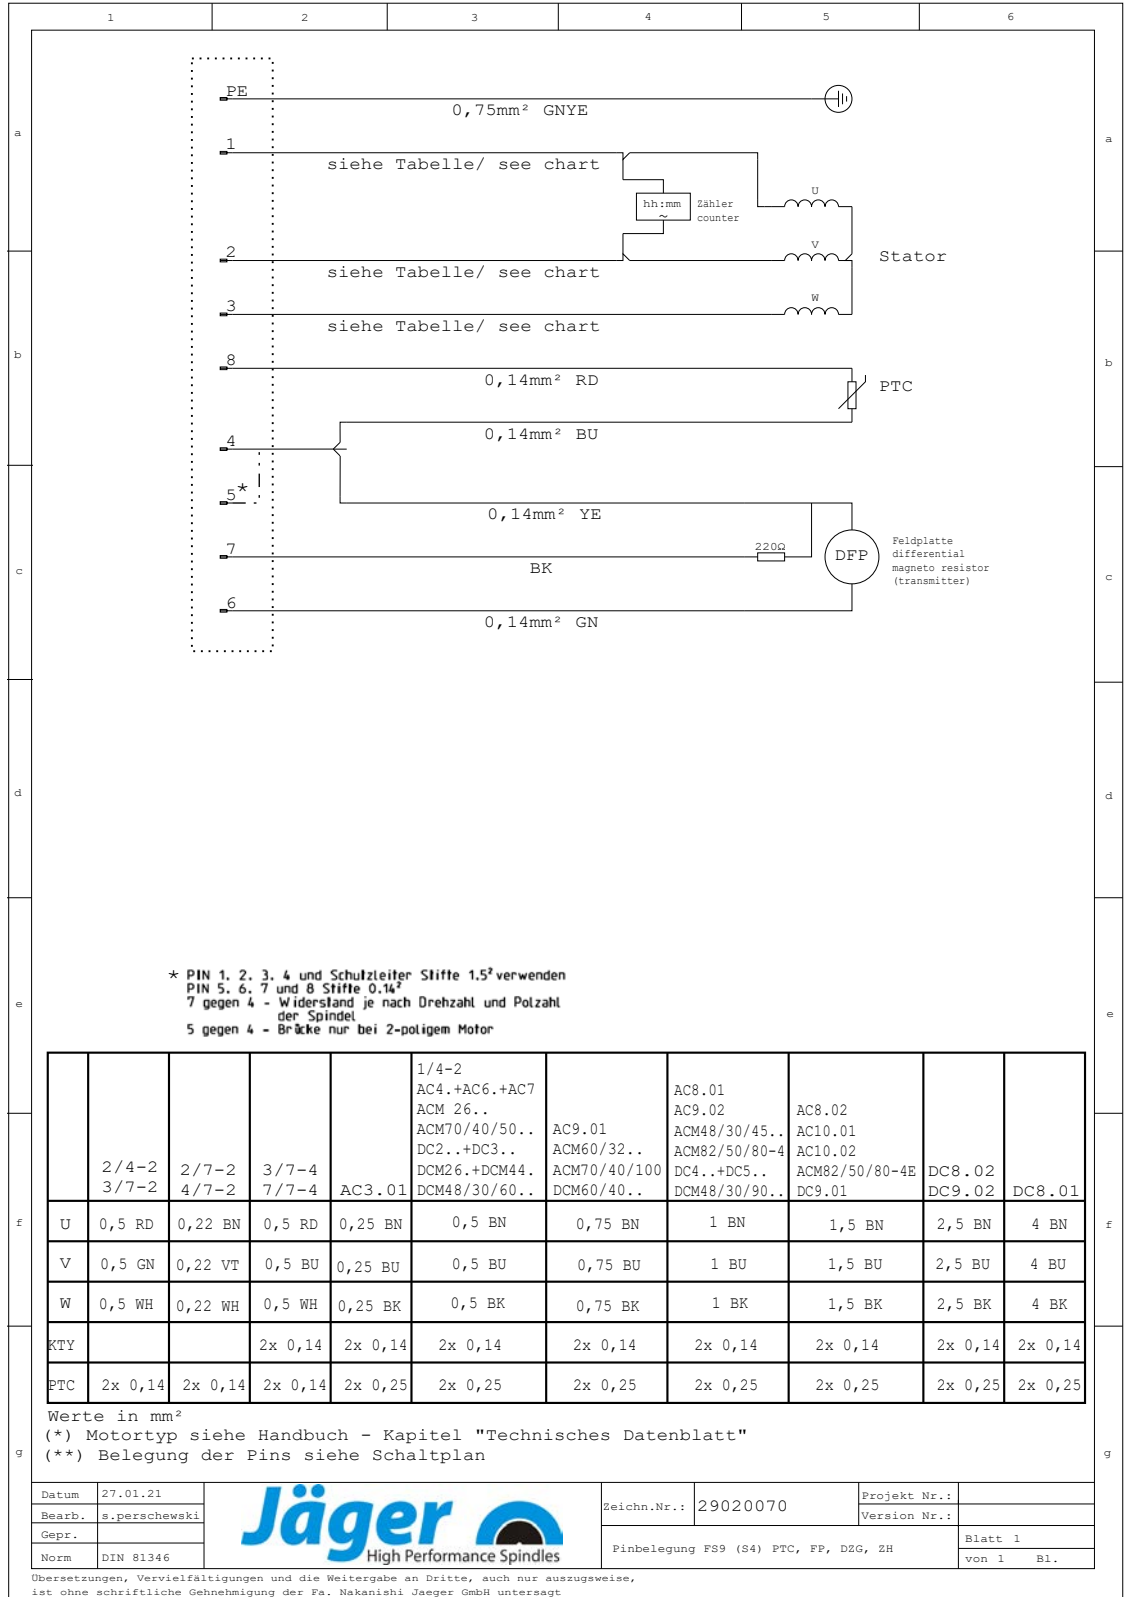 1 2 3 4 5 6
PE
0,75mm² GNYE
a a
1
siehe Tabelle/ see chart
U
hh:mm
~
Zähler
counter
2
V
Stator
siehe Tabelle/ see chart
3
W
siehe Tabelle/ see chart
b b
8
0,14mm² RD
PTC
0,14mm² BU
4
5*
0,14mm² YE
7
220Ω
BK
DFP
Feldplatte
differential
magneto resistor
(transmitter)
c c
6
0,14mm² GN
d d
* PIN 1. 2. 3. 4 und Schutzleiter Stifte 1.5² verwenden
PIN 5. 6. 7 und 8 Stifte 0.14²
7 gegen 4 - Widerstand je nach Drehzahl und Polzahl
der Spindel
5 gegen 4 - Brücke nur bei 2-poligem Motor
e e
2/4-2
3/7-2
2/7-2
4/7-2
3/7-4
7/7-4
AC3.01
1/4-2
AC4.+AC6.+AC7
ACM 26..
ACM70/40/50..
DC2..+DC3..
DCM26.+DCM44.
DCM48/30/60..
AC9.01
ACM60/32..
ACM70/40/100
DCM60/40..
AC8.01
AC9.02
ACM48/30/45..
ACM82/50/80-4
DC4..+DC5..
DCM48/30/90..
AC8.02
AC10.01
AC10.02
ACM82/50/80-4E
DC9.01
DC8.02
DC9.02
DC8.01
f f
U 0,5 RD 0,22 BN 0,5 RD 0,25 BN 0,5 BN 0,75 BN 1 BN 1,5 BN 2,5 BN 4 BN
V 0,5 GN 0,22 VT 0,5 BU 0,25 BU 0,5 BU 0,75 BU 1 BU 1,5 BU 2,5 BU 4 BU
W 0,5 WH 0,22 WH 0,5 WH 0,25 BK 0,5 BK 0,75 BK 1 BK 1,5 BK 2,5 BK 4 BK
KTY 2x 0,14 2x 0,14 2x 0,14 2x 0,14 2x 0,14 2x 0,14 2x 0,14 2x 0,14
PTC 2x 0,14 2x 0,14 2x 0,14 2x 0,25 2x 0,25 2x 0,25 2x 0,25 2x 0,25 2x 0,25 2x 0,25
Werte in mm²
(*) Motortyp siehe Handbuch - Kapitel "Technisches Datenblatt"
(**) Belegung der Pins siehe Schaltplan
g g
Datum 27.01.21
Bearb. s.perschewski
Gepr.
Norm DIN 81346
Jäger
High Performance Spindles
Zeichn.Nr.: 29020070
Projekt Nr.:
Version Nr.:
Pinbelegung FS9 (S4) PTC, FP, DZG, ZH
Blatt 1
von 1 Bl.
Übersetzungen, Vervielfältigungen und die Weitergabe an Dritte, auch nur auszugsweise,
ist ohne schriftliche Gehnehmigung der Fa. Nakanishi Jaeger GmbH untersagt